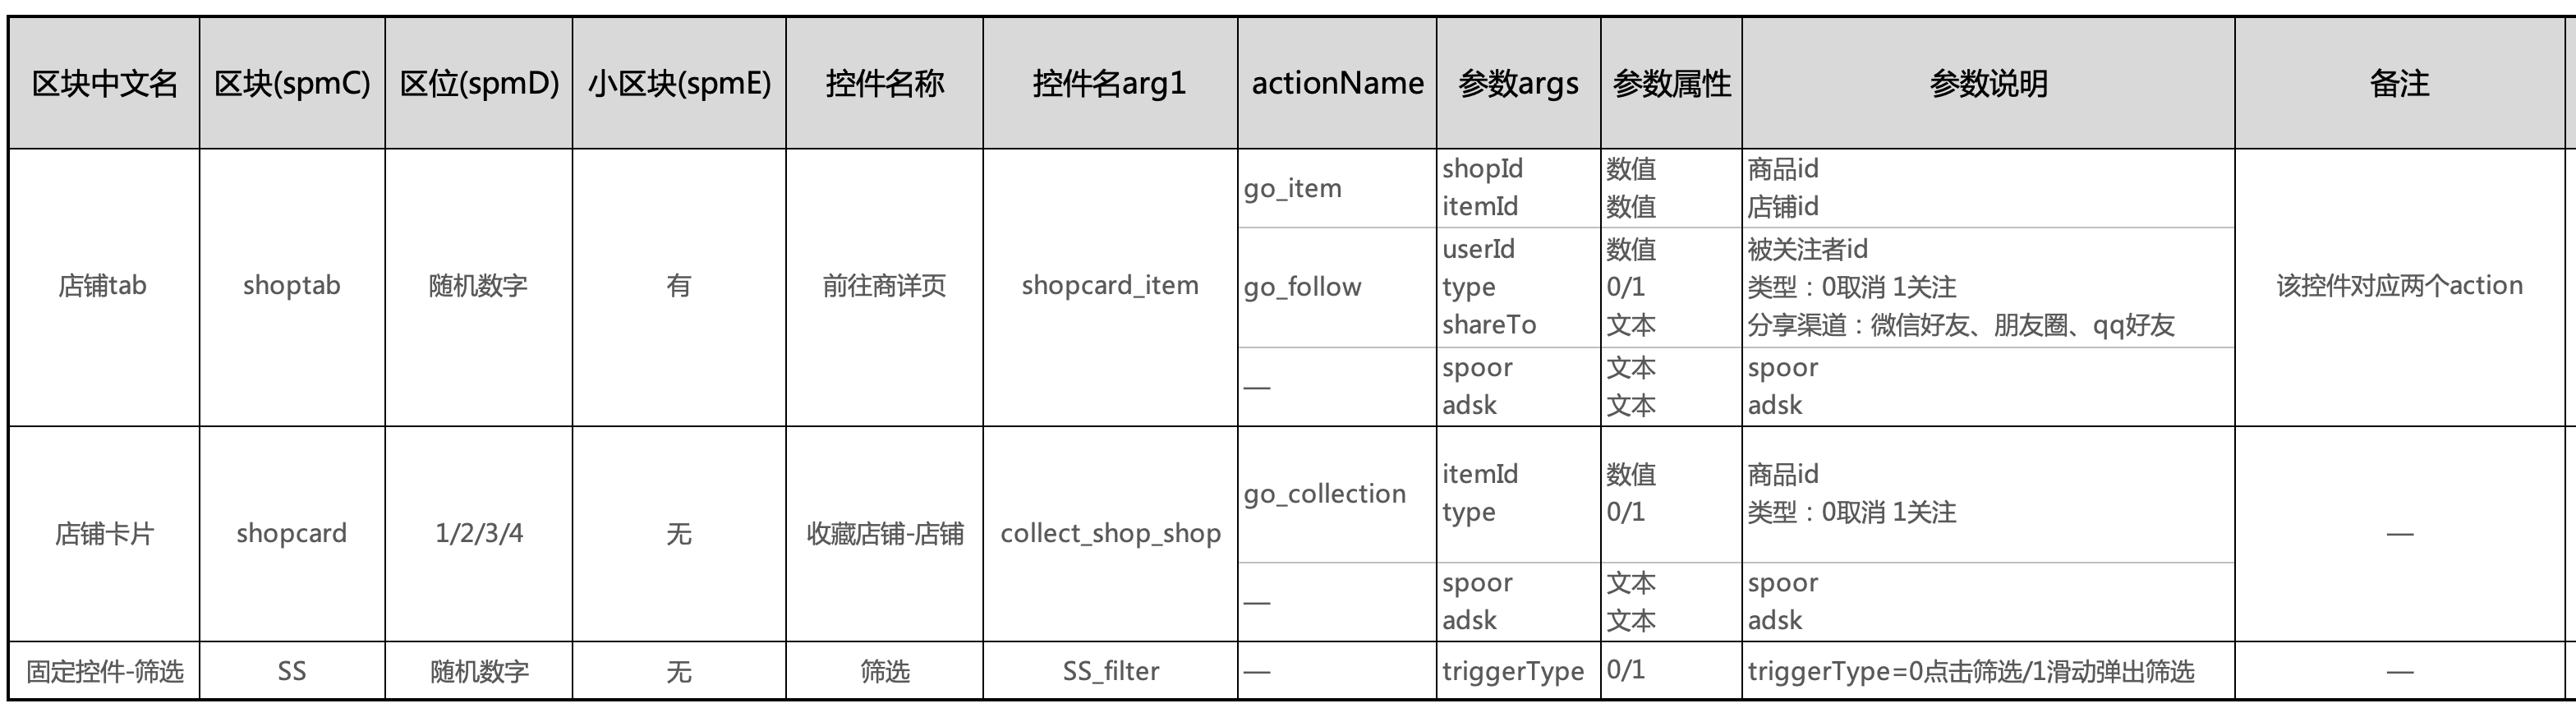 区块中文名 区块(spmC) 区位(spmD) 小区块(spmE) 控件名称 控件名arg1 actionName 参数args 参数属性 参数说明 备注
店铺tab shoptab 随机数字 有 前往商详页 shopcard_item go_item shopId 数值 商品id 该控件对应两个action
itemId 数值 店铺id
go_follow userId 数值 被关注者id
type 0/1 类型：0取消 1关注
shareTo 文本 分享渠道：微信好友、朋友圈、qq好友
— spoor 文本 spoor
adsk 文本 adsk
店铺卡片 shopcard 1/2/3/4 无 收藏店铺-店铺 collect_shop_shop go_collection itemId 数值 商品id —
type 0/1 类型：0取消 1关注
— spoor 文本 spoor
adsk 文本 adsk
固定控件-筛选 SS 随机数字 无 筛选 SS_filter — triggerType 0/1 triggerType=0点击筛选/1滑动弹出筛选 —